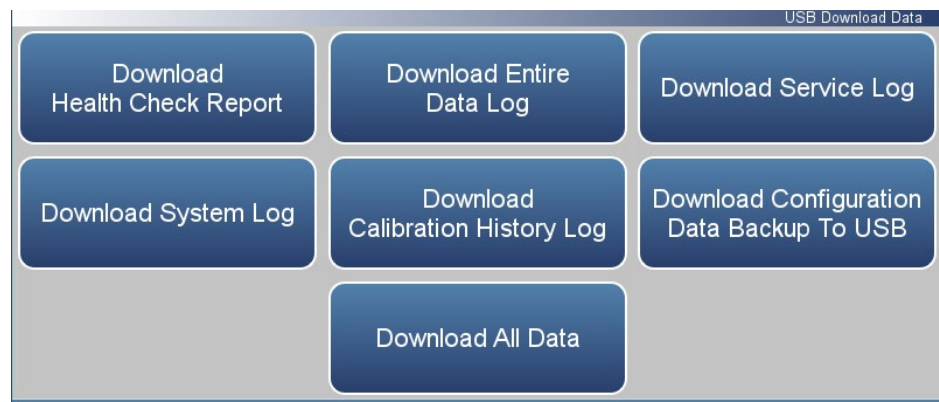 USB Download Data
Download
Health Check Report
Download Entire
Data Log
Download Service Log
Download System Log
Download
Calibration History Log
Download Configuration
Data Backup To USB
Download All Data